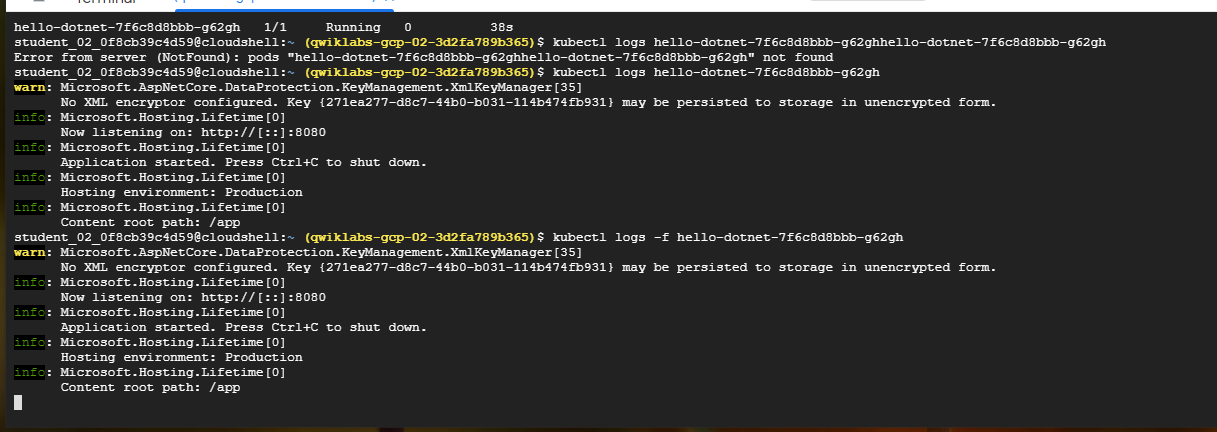 hello-dotnet-7f6c8d8bbb-g62gh   1/1     Running   0          38s
student_02_0f8cb39c4d59@cloudshell:~ (qwiklabs-gcp-02-3d2fa789b365)$ kubectl logs hello-dotnet-7f6c8d8bbb-g62ghhello-dotnet-7f6c8d8bbb-g62gh
Error from server (NotFound): pods "hello-dotnet-7f6c8d8bbb-g62ghhello-dotnet-7f6c8d8bbb-g62gh" not found
student_02_0f8cb39c4d59@cloudshell:~ (qwiklabs-gcp-02-3d2fa789b365)$ kubectl logs hello-dotnet-7f6c8d8bbb-g62gh
warn: Microsoft.AspNetCore.DataProtection.KeyManagement.XmlKeyManager[35]
      No XML encryptor configured. Key {271ea277-d8c7-44b0-b031-114b474fb931} may be persisted to storage in unencrypted form.
info: Microsoft.Hosting.Lifetime[0]
      Now listening on: http://[::]:8080
info: Microsoft.Hosting.Lifetime[0]
      Application started. Press Ctrl+C to shut down.
info: Microsoft.Hosting.Lifetime[0]
      Hosting environment: Production
info: Microsoft.Hosting.Lifetime[0]
      Content root path: /app
student_02_0f8cb39c4d59@cloudshell:~ (qwiklabs-gcp-02-3d2fa789b365)$ kubectl logs -f hello-dotnet-7f6c8d8bbb-g62gh
warn: Microsoft.AspNetCore.DataProtection.KeyManagement.XmlKeyManager[35]
      No XML encryptor configured. Key {271ea277-d8c7-44b0-b031-114b474fb931} may be persisted to storage in unencrypted form.
info: Microsoft.Hosting.Lifetime[0]
      Now listening on: http://[::]:8080
info: Microsoft.Hosting.Lifetime[0]
      Application started. Press Ctrl+C to shut down.
info: Microsoft.Hosting.Lifetime[0]
      Hosting environment: Production
info: Microsoft.Hosting.Lifetime[0]
      Content root path: /app